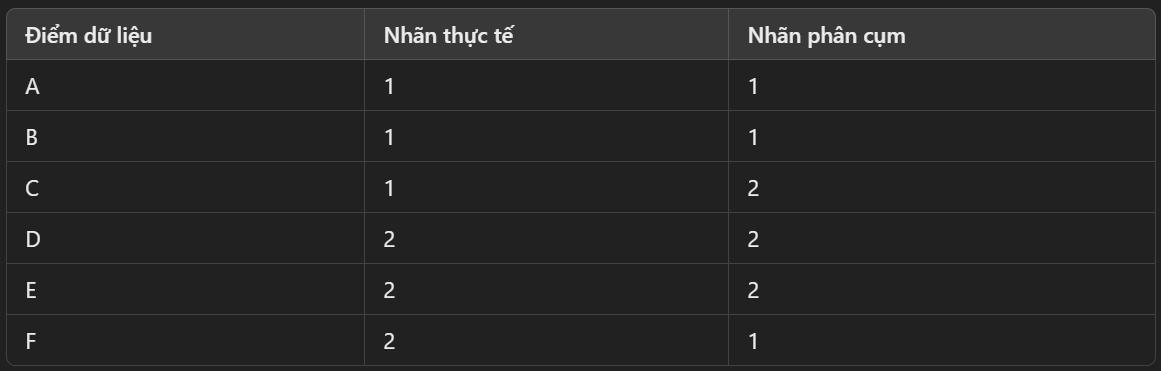 Điểm dữ liệu Nhãn thực tế Nhãn phân cụm
A 1 1
B 1 1
C 1 2
D 2 2
E 2 2
F 2 1